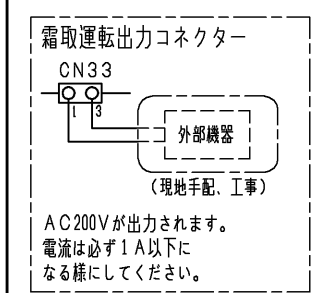 霜取運転出力コネクター
CN33
1 3
外部機器
(現地手配、工事)
AC200Vが出力されます。
電流は必ず1A以下に
なる様にしてください。